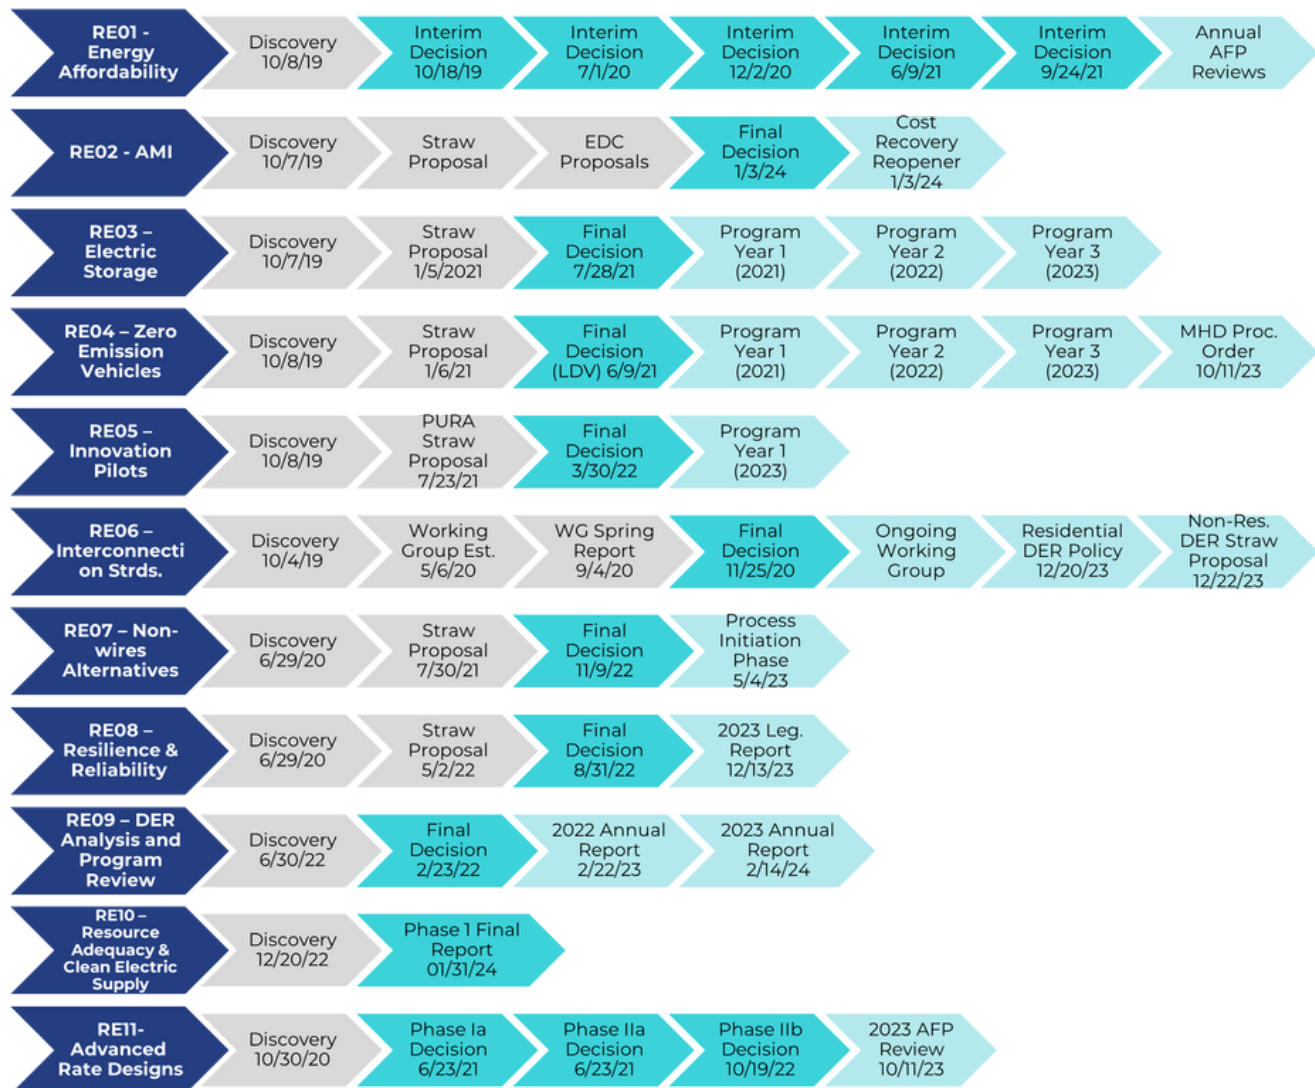 RE01 -
Energy
Affordability
Discovery
10/8/19
Interim
Decision
10/18/19
Interim
Decision
7/1/20
Interim
Decision
12/2/20
Interim
Decision
6/9/21
Interim
Decision
9/24/21
Annual
AFP
Reviews
RE02 - AMI
Discovery
10/7/19
Straw
Proposal
EDC
Proposals
Final
Decision
1/3/24
Cost
Recovery
Reopener
1/3/24
RE03 –
Electric
Storage
Discovery
10/7/19
Straw
Proposal
1/5/2021
Final
Decision
7/28/21
Program
Year 1
(2021)
Program
Year 2
(2022)
Program
Year 3
(2023)
RE04 – Zero
Emission
Vehicles
Discovery
10/8/19
Straw
Proposal
1/6/21
Final
Decision
(LDV) 6/9/21
Program
Year 1
(2021)
Program
Year 2
(2022)
Program
Year 3
(2023)
MHD Proc.
Order
10/11/23
RE05 –
Innovation
Pilots
Discovery
10/8/19
PURA
Straw
Proposal
7/23/21
Final
Decision
3/30/22
Program
Year 1
(2023)
RE06 –
Interconnecti
on Strds.
Discovery
10/4/19
Working
Group Est.
5/6/20
WG Spring
Report
9/4/20
Final
Decision
11/25/20
Ongoing
Working
Group
Residential
DER Policy
12/20/23
Non-Res.
DER Straw
Proposal
12/22/23
RE07 – Non-
wires
Alternatives
Discovery
6/29/20
Straw
Proposal
7/30/21
Final
Decision
11/9/22
Process
Initiation
Phase
5/4/23
RE08 –
Resilience &
Reliability
Discovery
6/29/20
Straw
Proposal
5/2/22
Final
Decision
8/31/22
2023 Leg.
Report
12/13/23
RE09 – DER
Analysis and
Program
Review
Discovery
6/30/22
Final
Decision
2/23/22
2022 Annual
Report
2/22/23
2023 Annual
Report
2/14/24
RE10 –
Resource
Adequacy &
Clean Electric
Supply
Discovery
12/20/22
Phase 1 Final
Report
01/31/24
RE11-
Advanced
Rate Designs
Discovery
10/30/20
Phase Ia
Decision
6/23/21
Phase IIa
Decision
6/23/21
Phase IIb
Decision
10/19/22
2023 AFP
Review
10/11/23